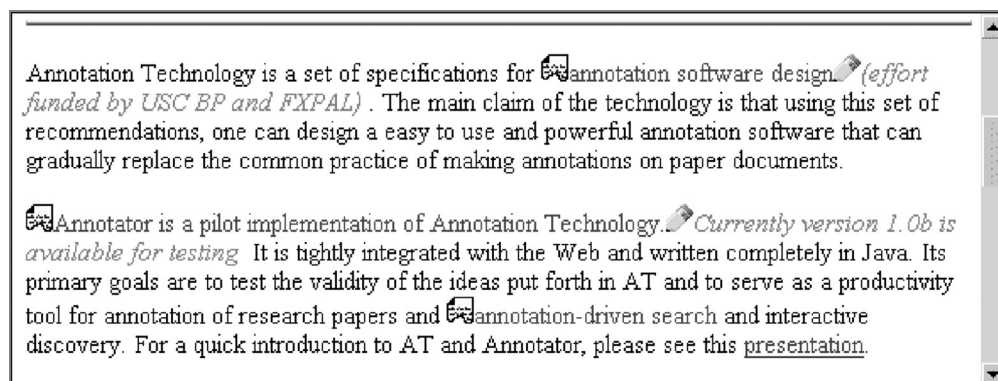 Annotation Technology is a set of specifications for annotation software design (effort
funded by USC BP and FXPAL) . The main claim of the technology is that using this set of
recommendations, one can design a easy to use and powerful annotation software that can
gradually replace the common practice of making annotations on paper documents.
Annotator is a pilot implementation of Annotation Technology. Currently version 1.0b is
available for testing It is tightly integrated with the Web and written completely in Java. Its
primary goals are to test the validity of the ideas put forth in AT and to serve as a productivity
tool for annotation of research papers and annotation-driven search and interactive
discovery. For a quick introduction to AT and Annotator, please see this presentation.